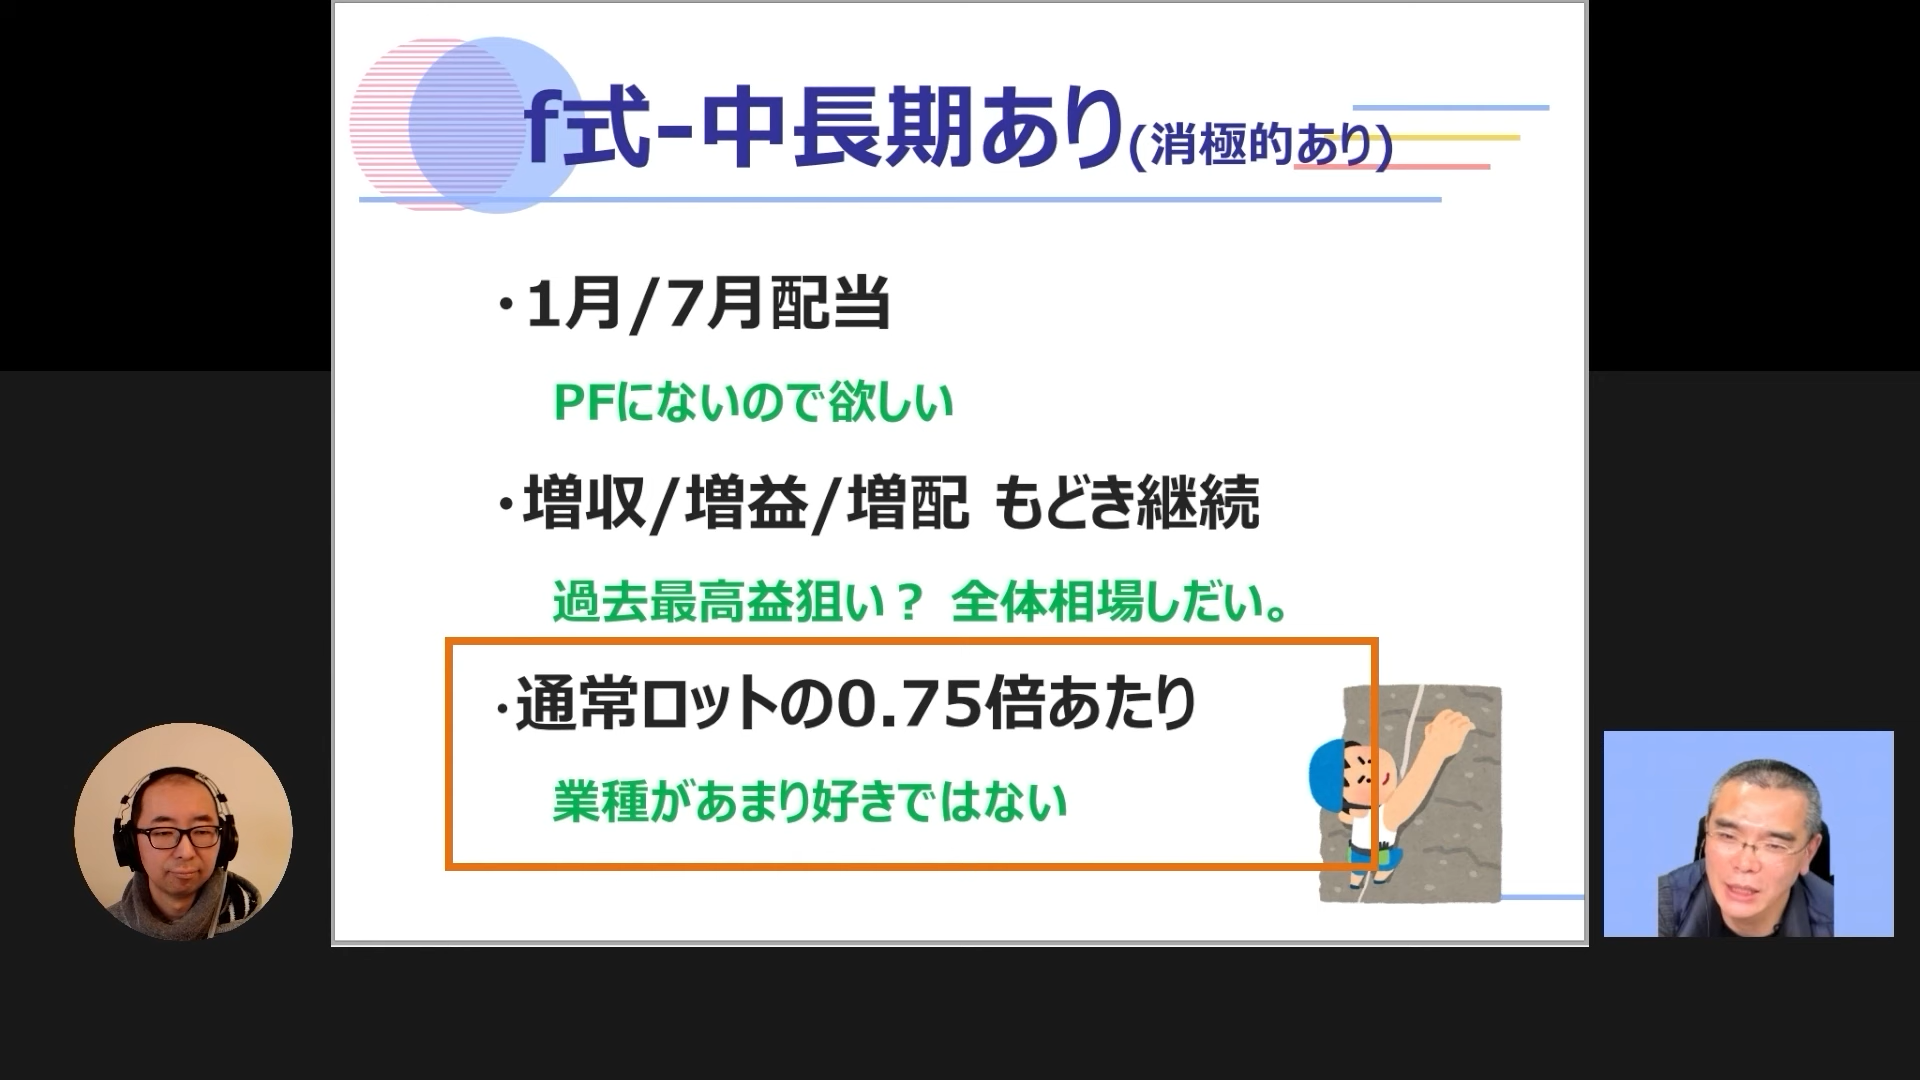 f式-中長期あり(消極的あり)
・1月/7月配当
PFにないので欲しい
・増収/増益/増配 もどき継続
過去最高益狙い？ 全体相場しだい。
・通常ロットの0.75倍あたり
業種があまり好きではない